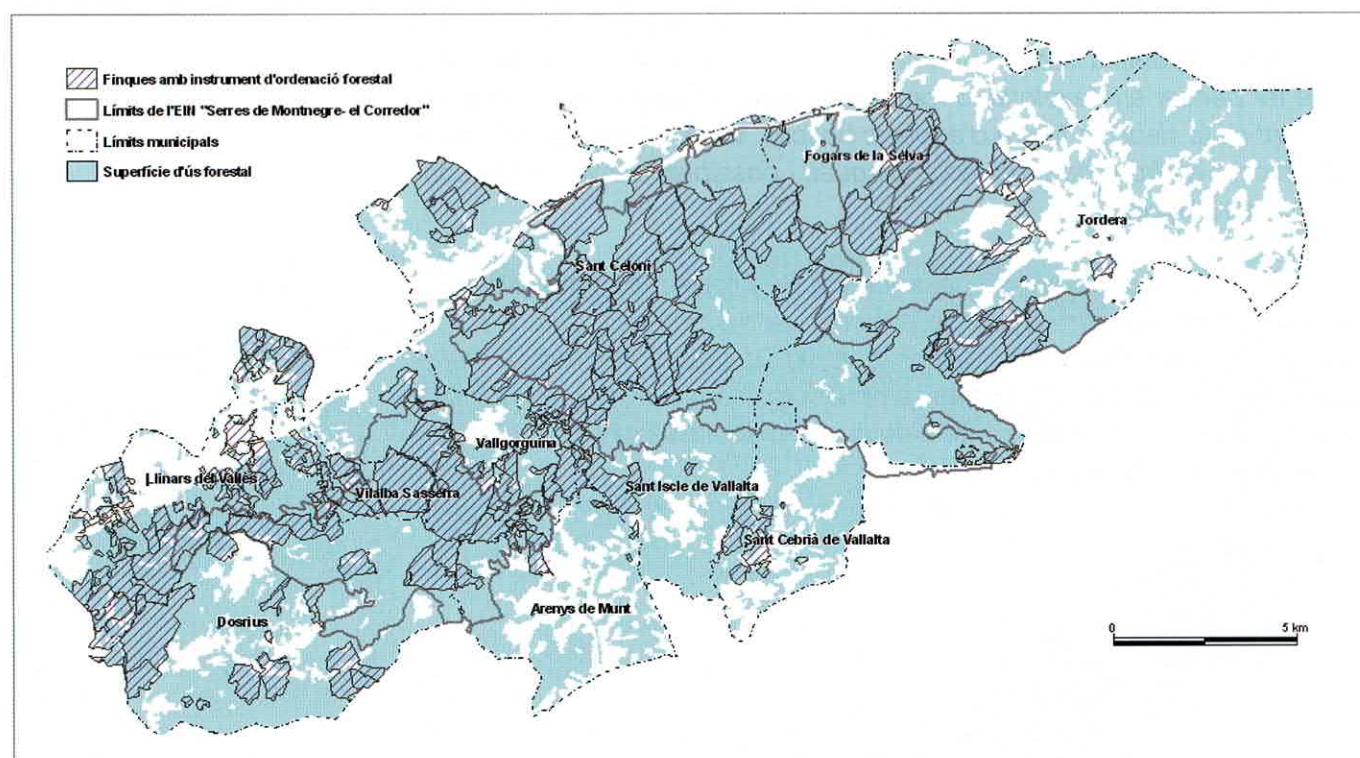 Finques amb instrument d'ordenació forestal
Límits de l'EIN "Serres de Montnegre- el Corredor"
Límits municipals
Superfície d'ús forestal
Fogars de la Selva
Tordera
Sant Celoni
Vallgorguina
Llinars del Valles
Vilalba Sasserra
Sant Iscle de Vallalta
Sant Cebrià de Vallalta
Arenys de Munt
Dosrius
0 5 km